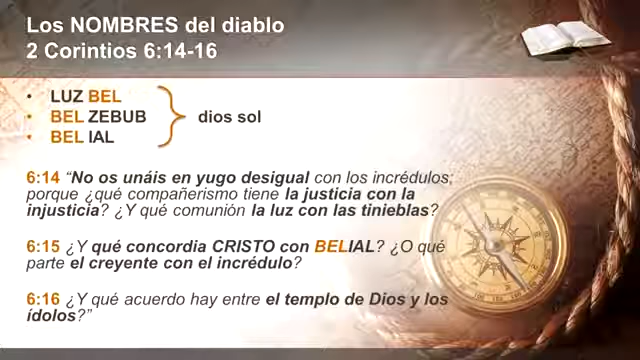 Los NOMBRES del diablo
2 Corintios 6:14-16
• LUZ BEL
• BEL ZEBUB
• BEL IAL
dios sol
6:14 “No os unáis en yugo desigual con los incrédulos;
porque ¿qué compañerismo tiene la justicia con la
injusticia? ¿Y qué comunión la luz con las tinieblas?
6:15 ¿Y qué concordia CRISTO con BELIAL? ¿O qué
parte el creyente con el incrédulo?
6:16 ¿Y qué acuerdo hay entre el templo de Dios y los
ídolos?”